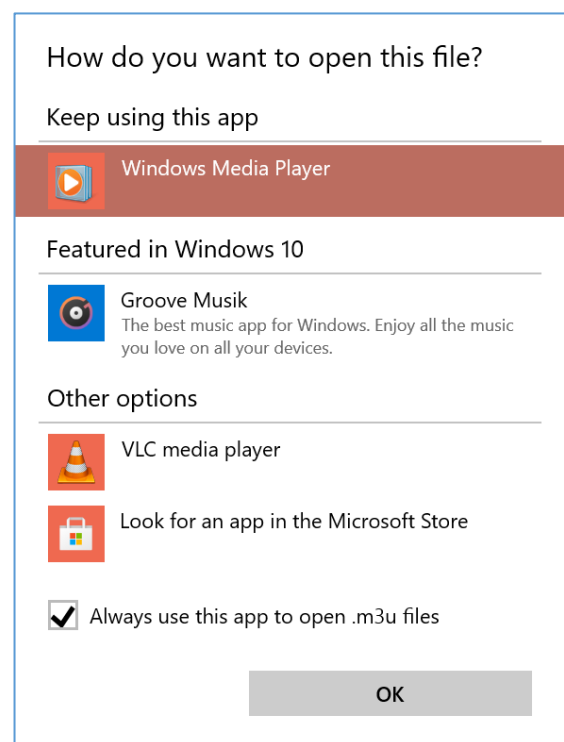 How do you want to open this file?
Keep using this app
Windows Media Player
Featured in Windows 10
Groove Musik
The best music app for Windows. Enjoy all the music
you love on all your devices.
Other options
VLC media player
Look for an app in the Microsoft Store
Always use this app to open .m3u files
OK